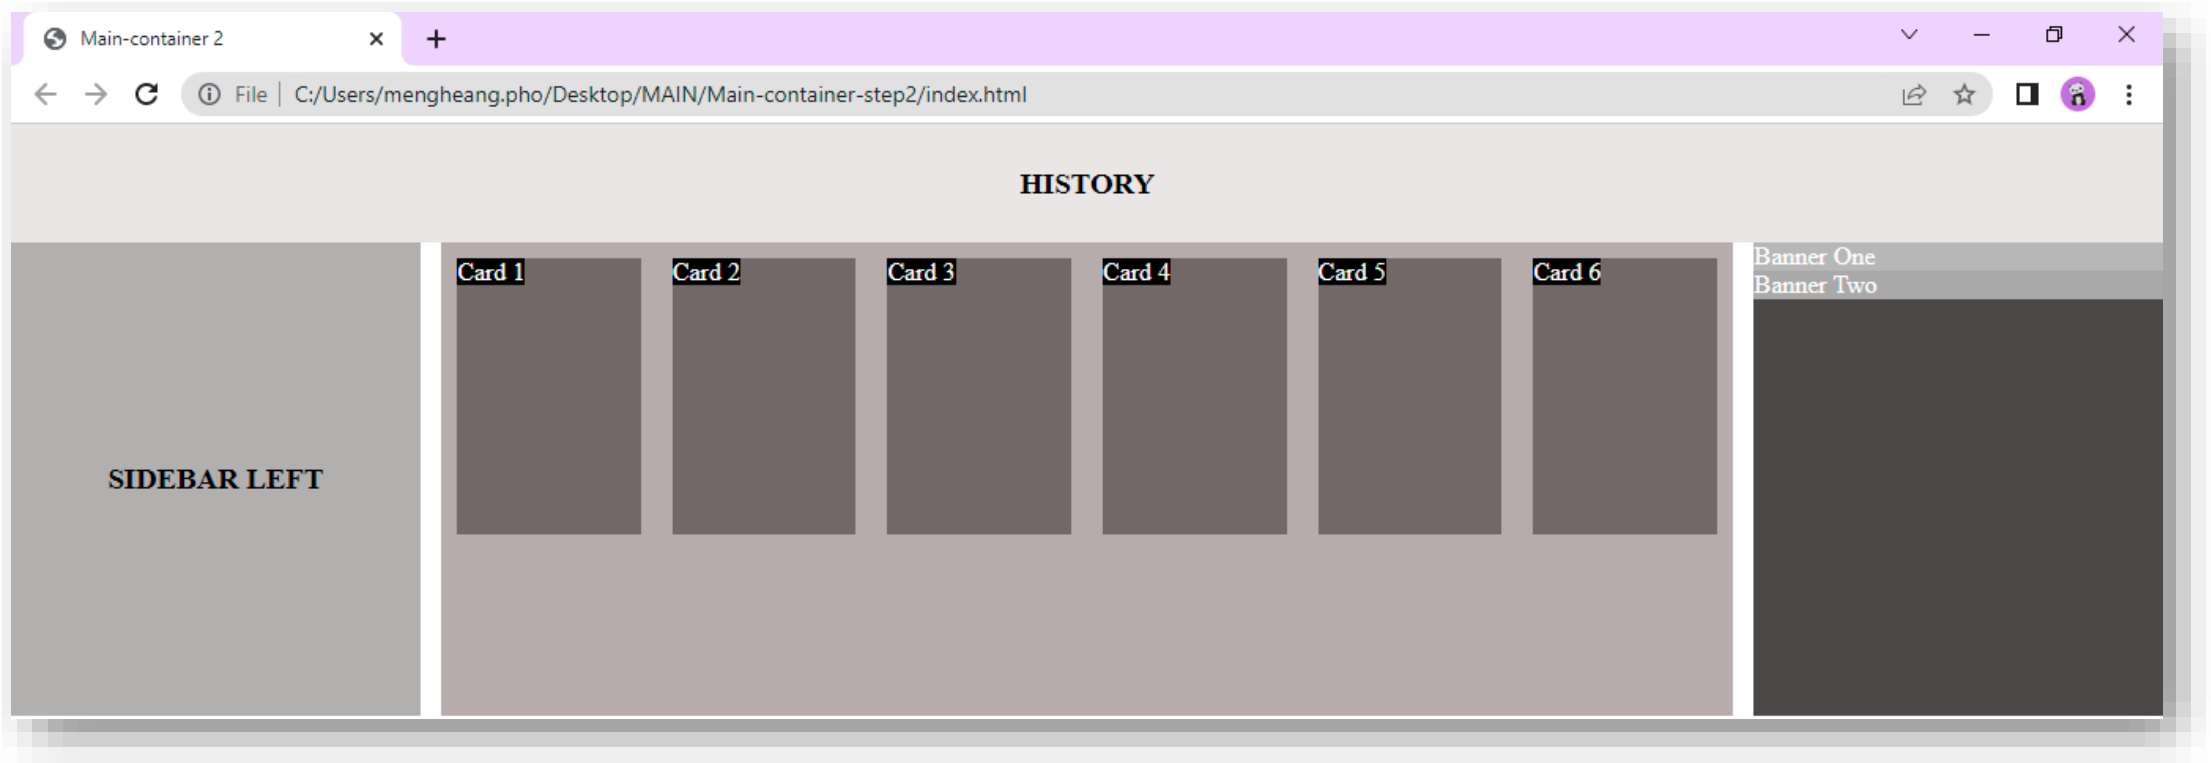 Main-container 2
File | C:/Users/mengheang.pho/Desktop/MAIN/Main-container-step2/index.html
HISTORY
SIDEBAR LEFT
Card 1
Card 2
Card 3
Card 4
Card 5
Card 6
Banner One
Banner Two